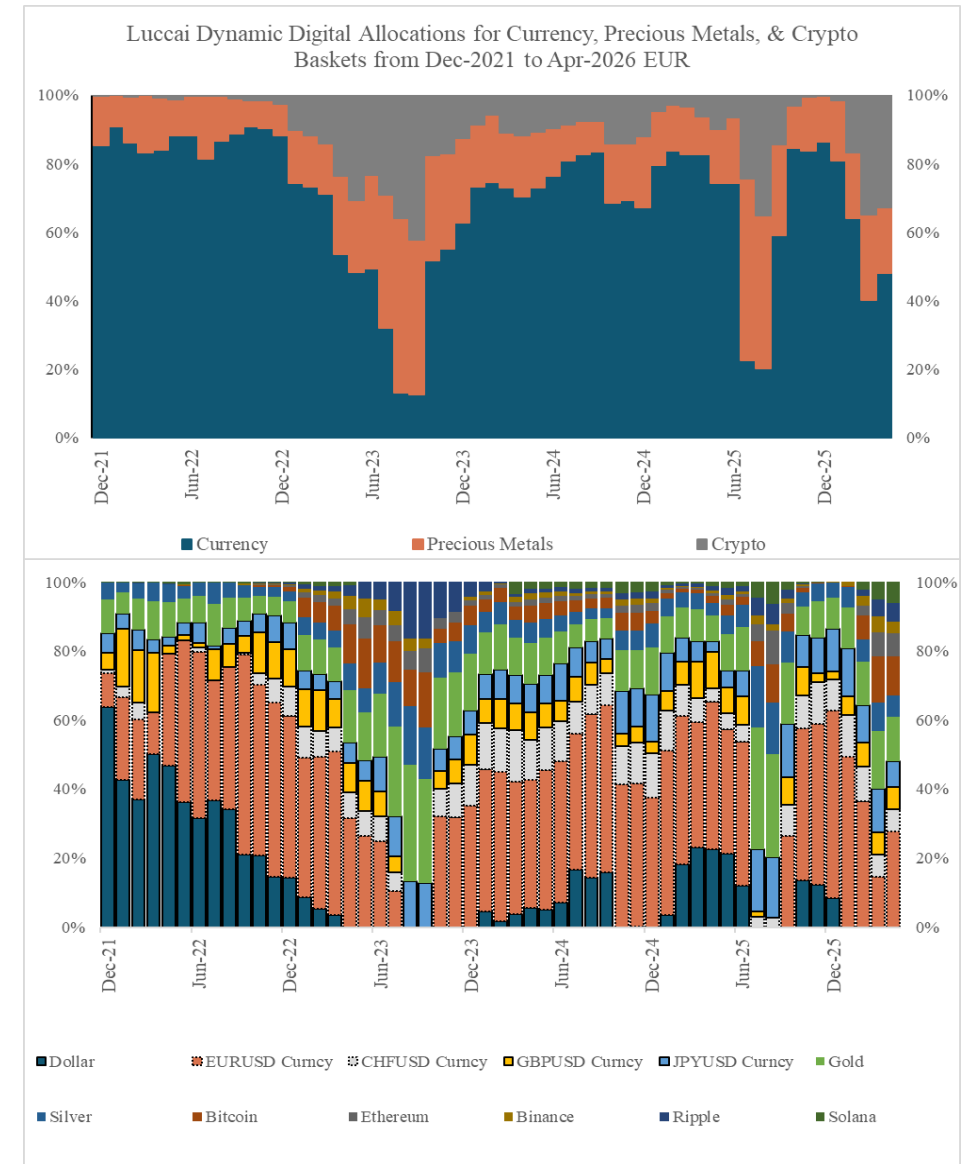 Luccai Dynamic Digital Allocations for Currency, Precious Metals, & Crypto
Baskets from Dec-2021 to Apr-2026 EUR
100% 100%
80% 80%
60% 60%
40% 40%
20% 20%
0% 0%
Dec-21 Jun-22 Dec-22 Jun-23 Dec-23 Jun-24 Dec-24 Jun-25 Dec-25
Currency Precious Metals Crypto
100% 100%
80% 80%
60% 60%
40% 40%
20% 20%
0% 0%
Dec-21 Jun-22 Dec-22 Jun-23 Dec-23 Jun-24 Dec-24 Jun-25 Dec-25
Dollar EURUSD Curncy CHFUSD Curncy GBPUSD Curncy JPYUSD Curncy Gold
Silver Bitcoin Ethereum Binance Ripple Solana